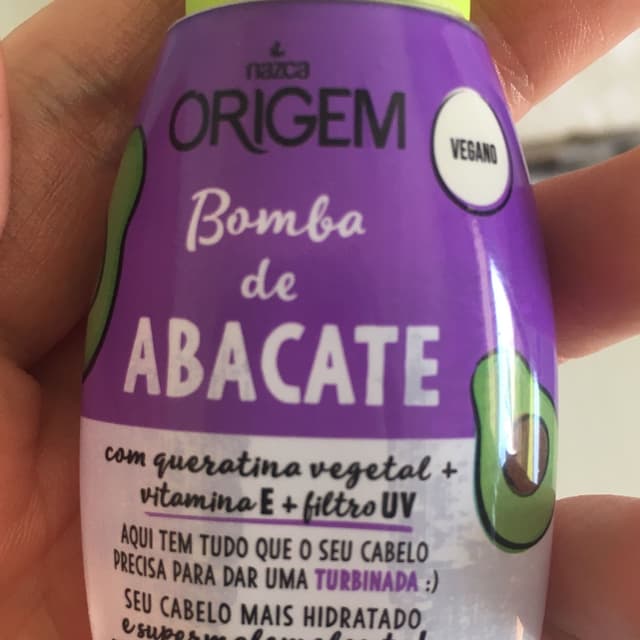 nazca
ORIGEM
VEGANO
Bomba
de
ABACATE
com queratina vegetal +
vitamina E + filtro UV
AQUI TEM TUDO QUE O SEU CABELO
PRECISA PARA DAR UMA TURBINADA :)
SEU CABELO MAIS HIDRATADO
e super